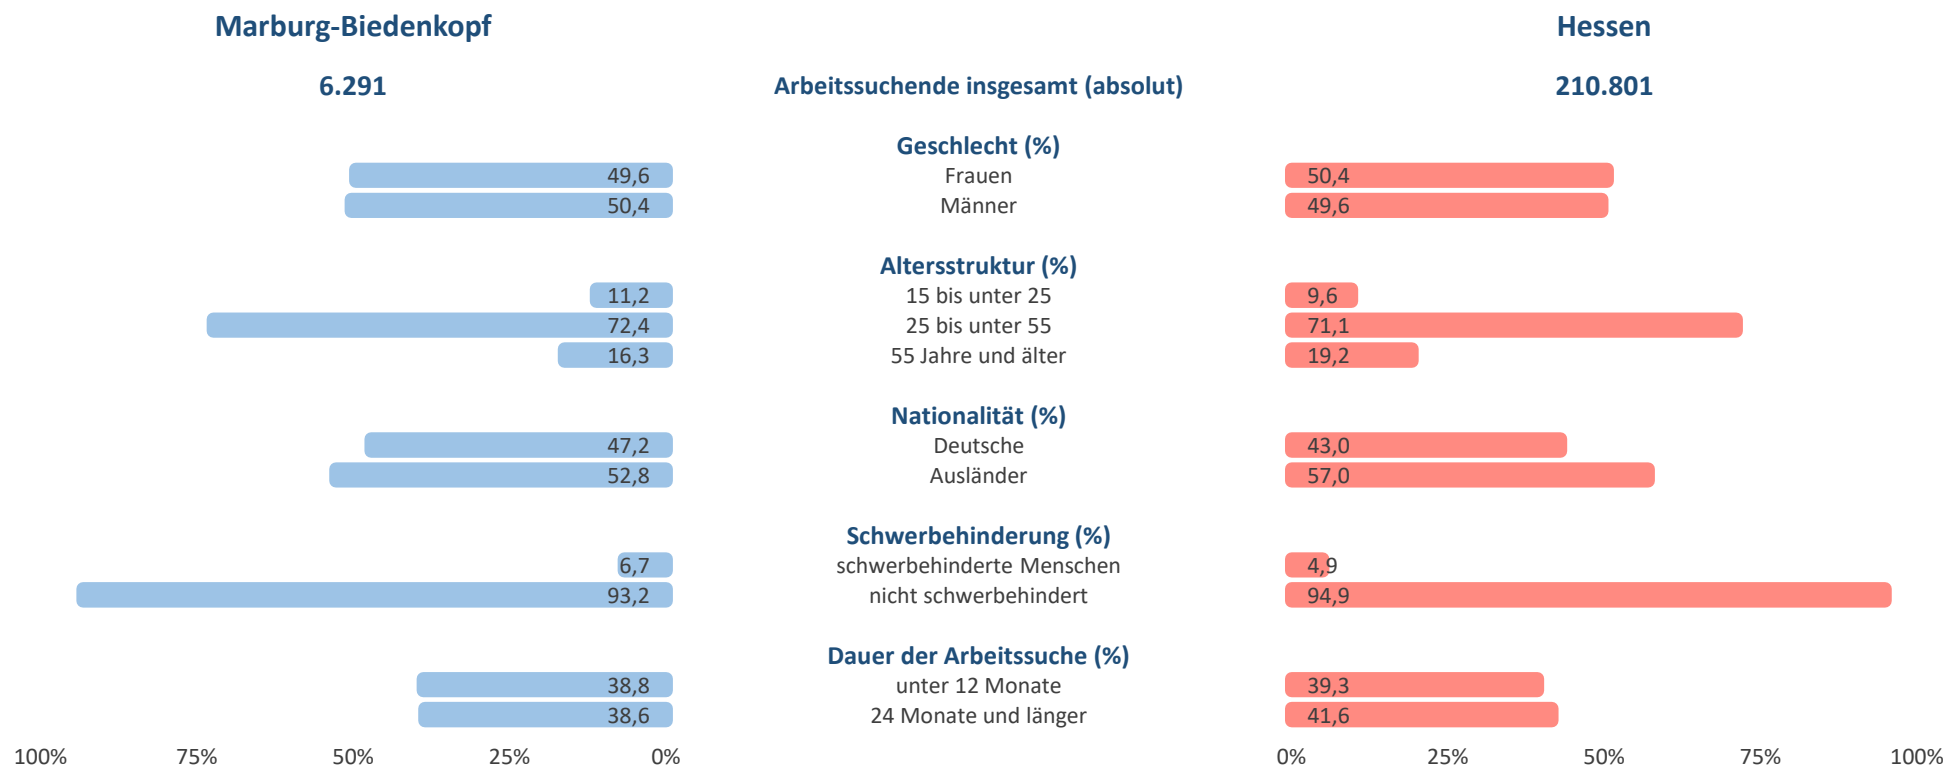 Marburg-Biedenkopf Hessen
6.291 Arbeitssuchende insgesamt (absolut) 210.801
Geschlecht (%)
49,6 Frauen 50,4
50,4 Männer 49,6
Altersstruktur (%)
11,2 15 bis unter 25 9,6
72,4 25 bis unter 55 71,1
16,3 55 Jahre und älter 19,2
Nationalität (%)
47,2 Deutsche 43,0
52,8 Ausländer 57,0
Schwerbehinderung (%)
6,7 schwerbehinderte Menschen 4,9
93,2 nicht schwerbehindert 94,9
Dauer der Arbeitssuche (%)
38,8 unter 12 Monate 39,3
38,6 24 Monate und länger 41,6
100% 75% 50% 25% 0% 0% 25% 50% 75% 100%